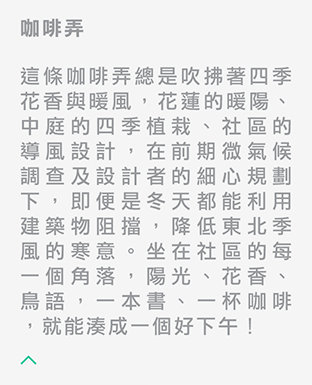 咖啡弄
這條咖啡弄總是吹拂著四季
花香與暖風，花蓮的暖陽、
中庭的四季植栽、社區的
導風設計，在前期微氣候
調查及設計者的細心規劃
下，即便是冬天都能利用
建築物阻擋，降低東北季
風的寒意。坐在社區的每
一個角落，陽光、花香、
鳥語，一本書、一杯咖啡
，就能湊成一個好下午！